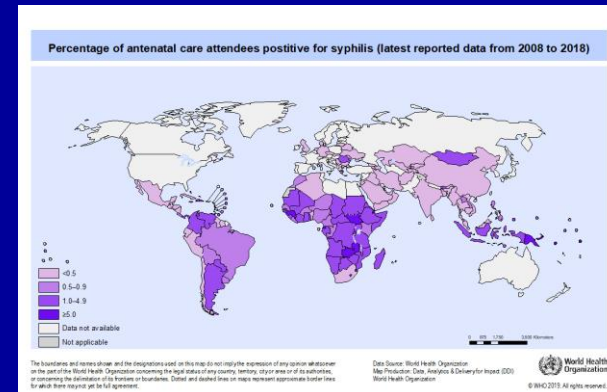 Percentage of antenatal care attendees postitive for syphilis (latest reported data from 2008 to 2018)
<0.5
0.5–0.9
1.0–4.9
≥5.0
Data not available
Not applicable
The boundaries and names shown and the designations used on this map do not imply the expression of any opinion whatsoever
on the part of the World Health Organization concerning the legal status of any country, territory, city or area or of its authorities,
or concerning the delimitation of its frontiers or boundaries. Dotted and dashed lines on maps represent approximate border lines
for which there may not yet be full agreement.
Data Source: World Health Organization
Map Production: Data, Analytics & Delivery for Impact (DDI)
World Health Organization
World Health
Organization
© WHO 2019. All rights reserved.